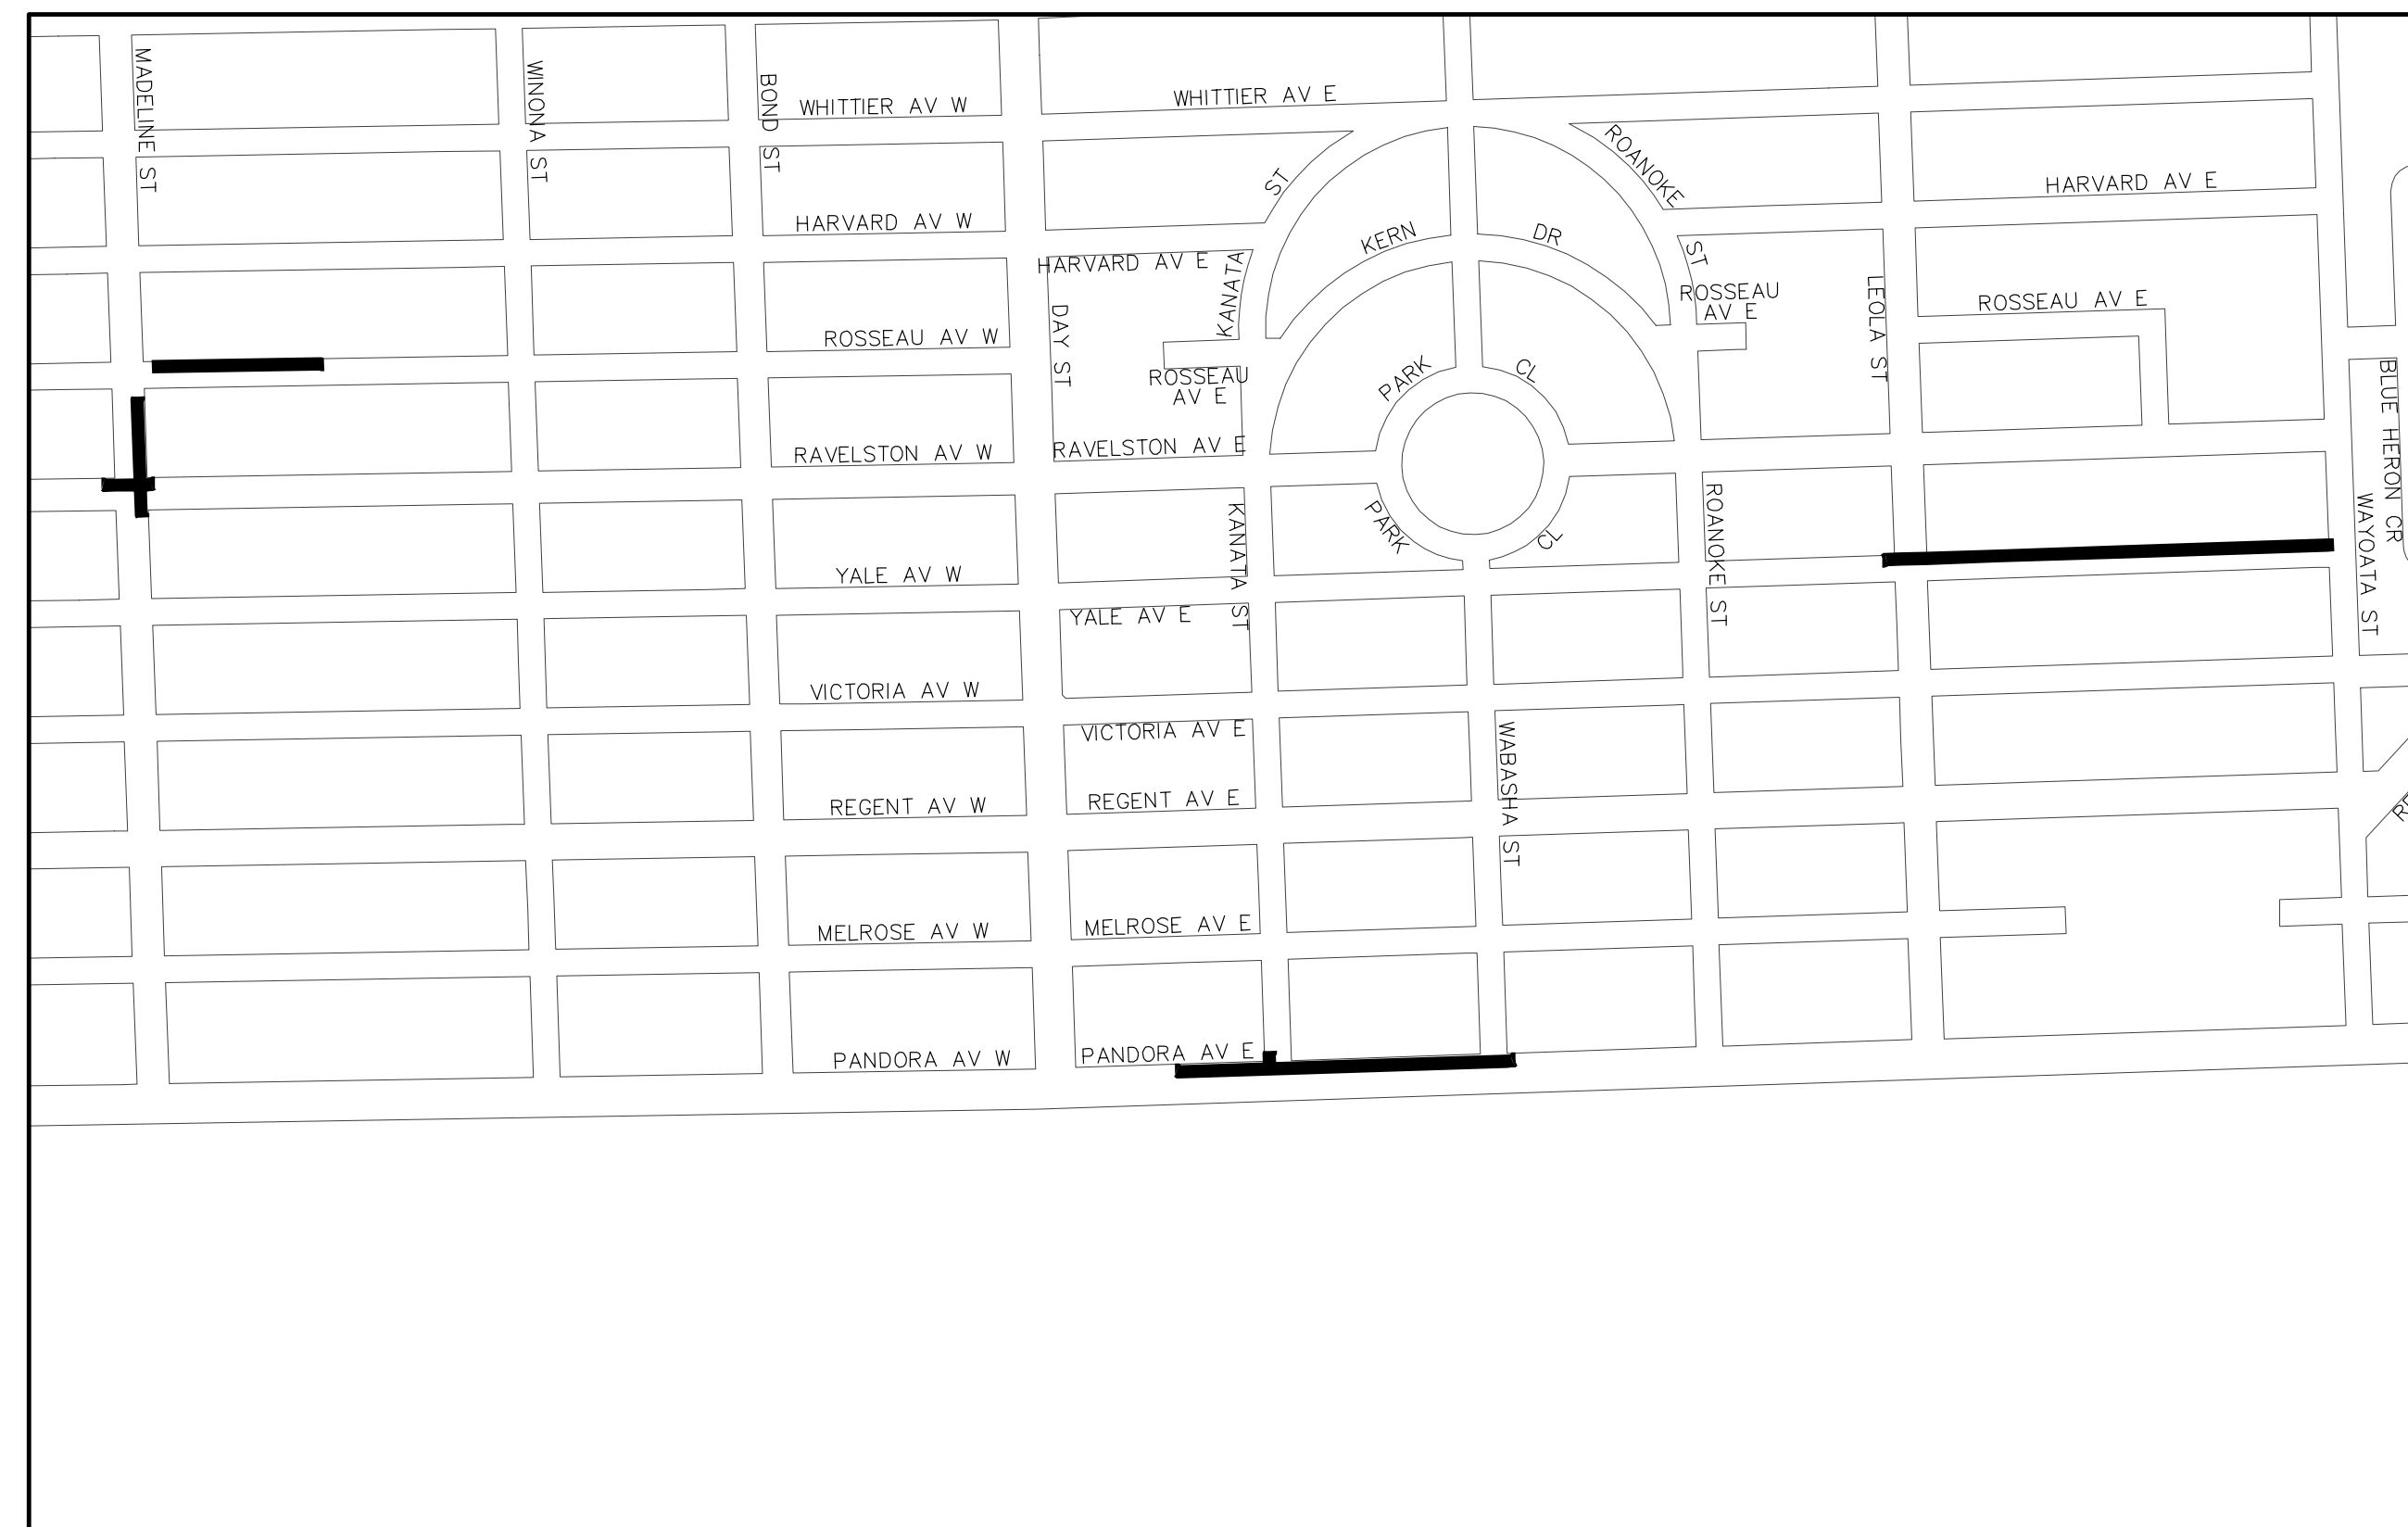 MADELINE ST
WINONA ST
BOND ST
WHITTIER AV W
WHITTIER AV E
ROANOKE
ST
HARVARD AV E
HARVARD AV W
KERN
DR
HARVARD AV E
KANATA
ST
ROSSEAU
AV E
LEOLA ST
ROSSEAU AV E
DAY ST
ROSSEAU AV W
ROSSEAU
AV E
PARK
CL
BLUE HERON CR
WAYOATA ST
RAVELSTON AV W
RAVELSTON AV E
KANATA ST
PARK
CL
ROANOKE ST
YALE AV W
YALE AV E
VICTORIA AV W
VICTORIA AV E
WABASHA ST
REGENT AV W
REGENT AV E
MELROSE AV W
MELROSE AV E
PANDORA AV W
PANDORA AV E